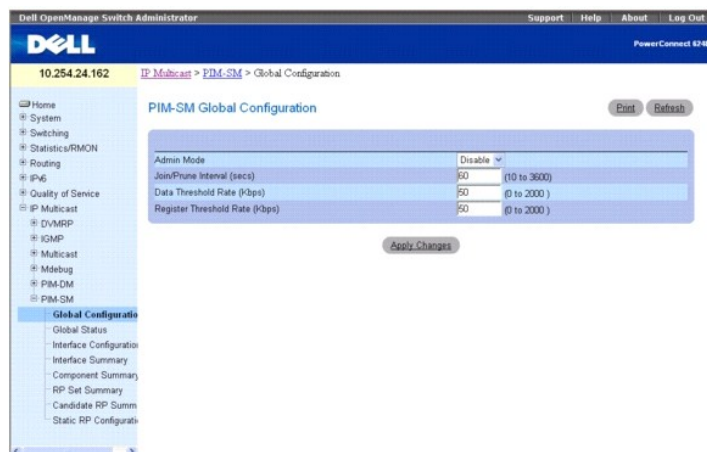 Dell OpenManage Switch Administrator
Support Help About Log Out
DELL
PowerConnect 6248
10.254.24.162
IP Multicast > PIM-SM > Global Configuration
Home
System
Switching
Statistics/RMON
Routing
IPv6
Quality of Service
IP Multicast
DVMRP
IGMP
Multicast
Mdebug
PIM-DM
PIM-SM
Global Configuratio
Global Status
Interface Configuration
Interface Summary
Component Summary
RP Set Summary
Candidate RP Summ
Static RP Configurati
PIM-SM Global Configuration
Print Refresh
Admin Mode Disable
Join/Prune Interval (secs) 60 (10 to 3600)
Data Threshold Rate (Kbps) 50 (0 to 2000 )
Register Threshold Rate (Kbps) 50 (0 to 2000 )
Apply Changes